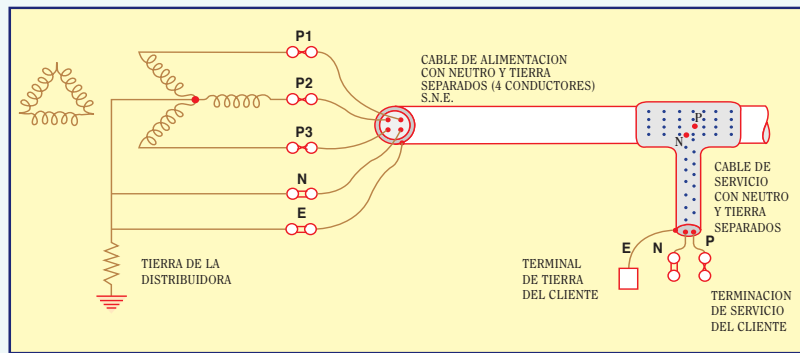 P1
P2
P3
N
E
CABLE DE ALIMENTACION
CON NEUTRO Y TIERRA
SEPARADOS (4 CONDUCTORES)
S.N.E.
P
N
CABLE DE
SERVICIO
CON NEUTRO
Y TIERRA
SEPARADOS
TIERRA DE LA
DISTRIBUIDORA
E
N
P
TERMINAL
DE TIERRA
DEL CLIENTE
TERMINACION
DE SERVICIO
DEL CLIENTE